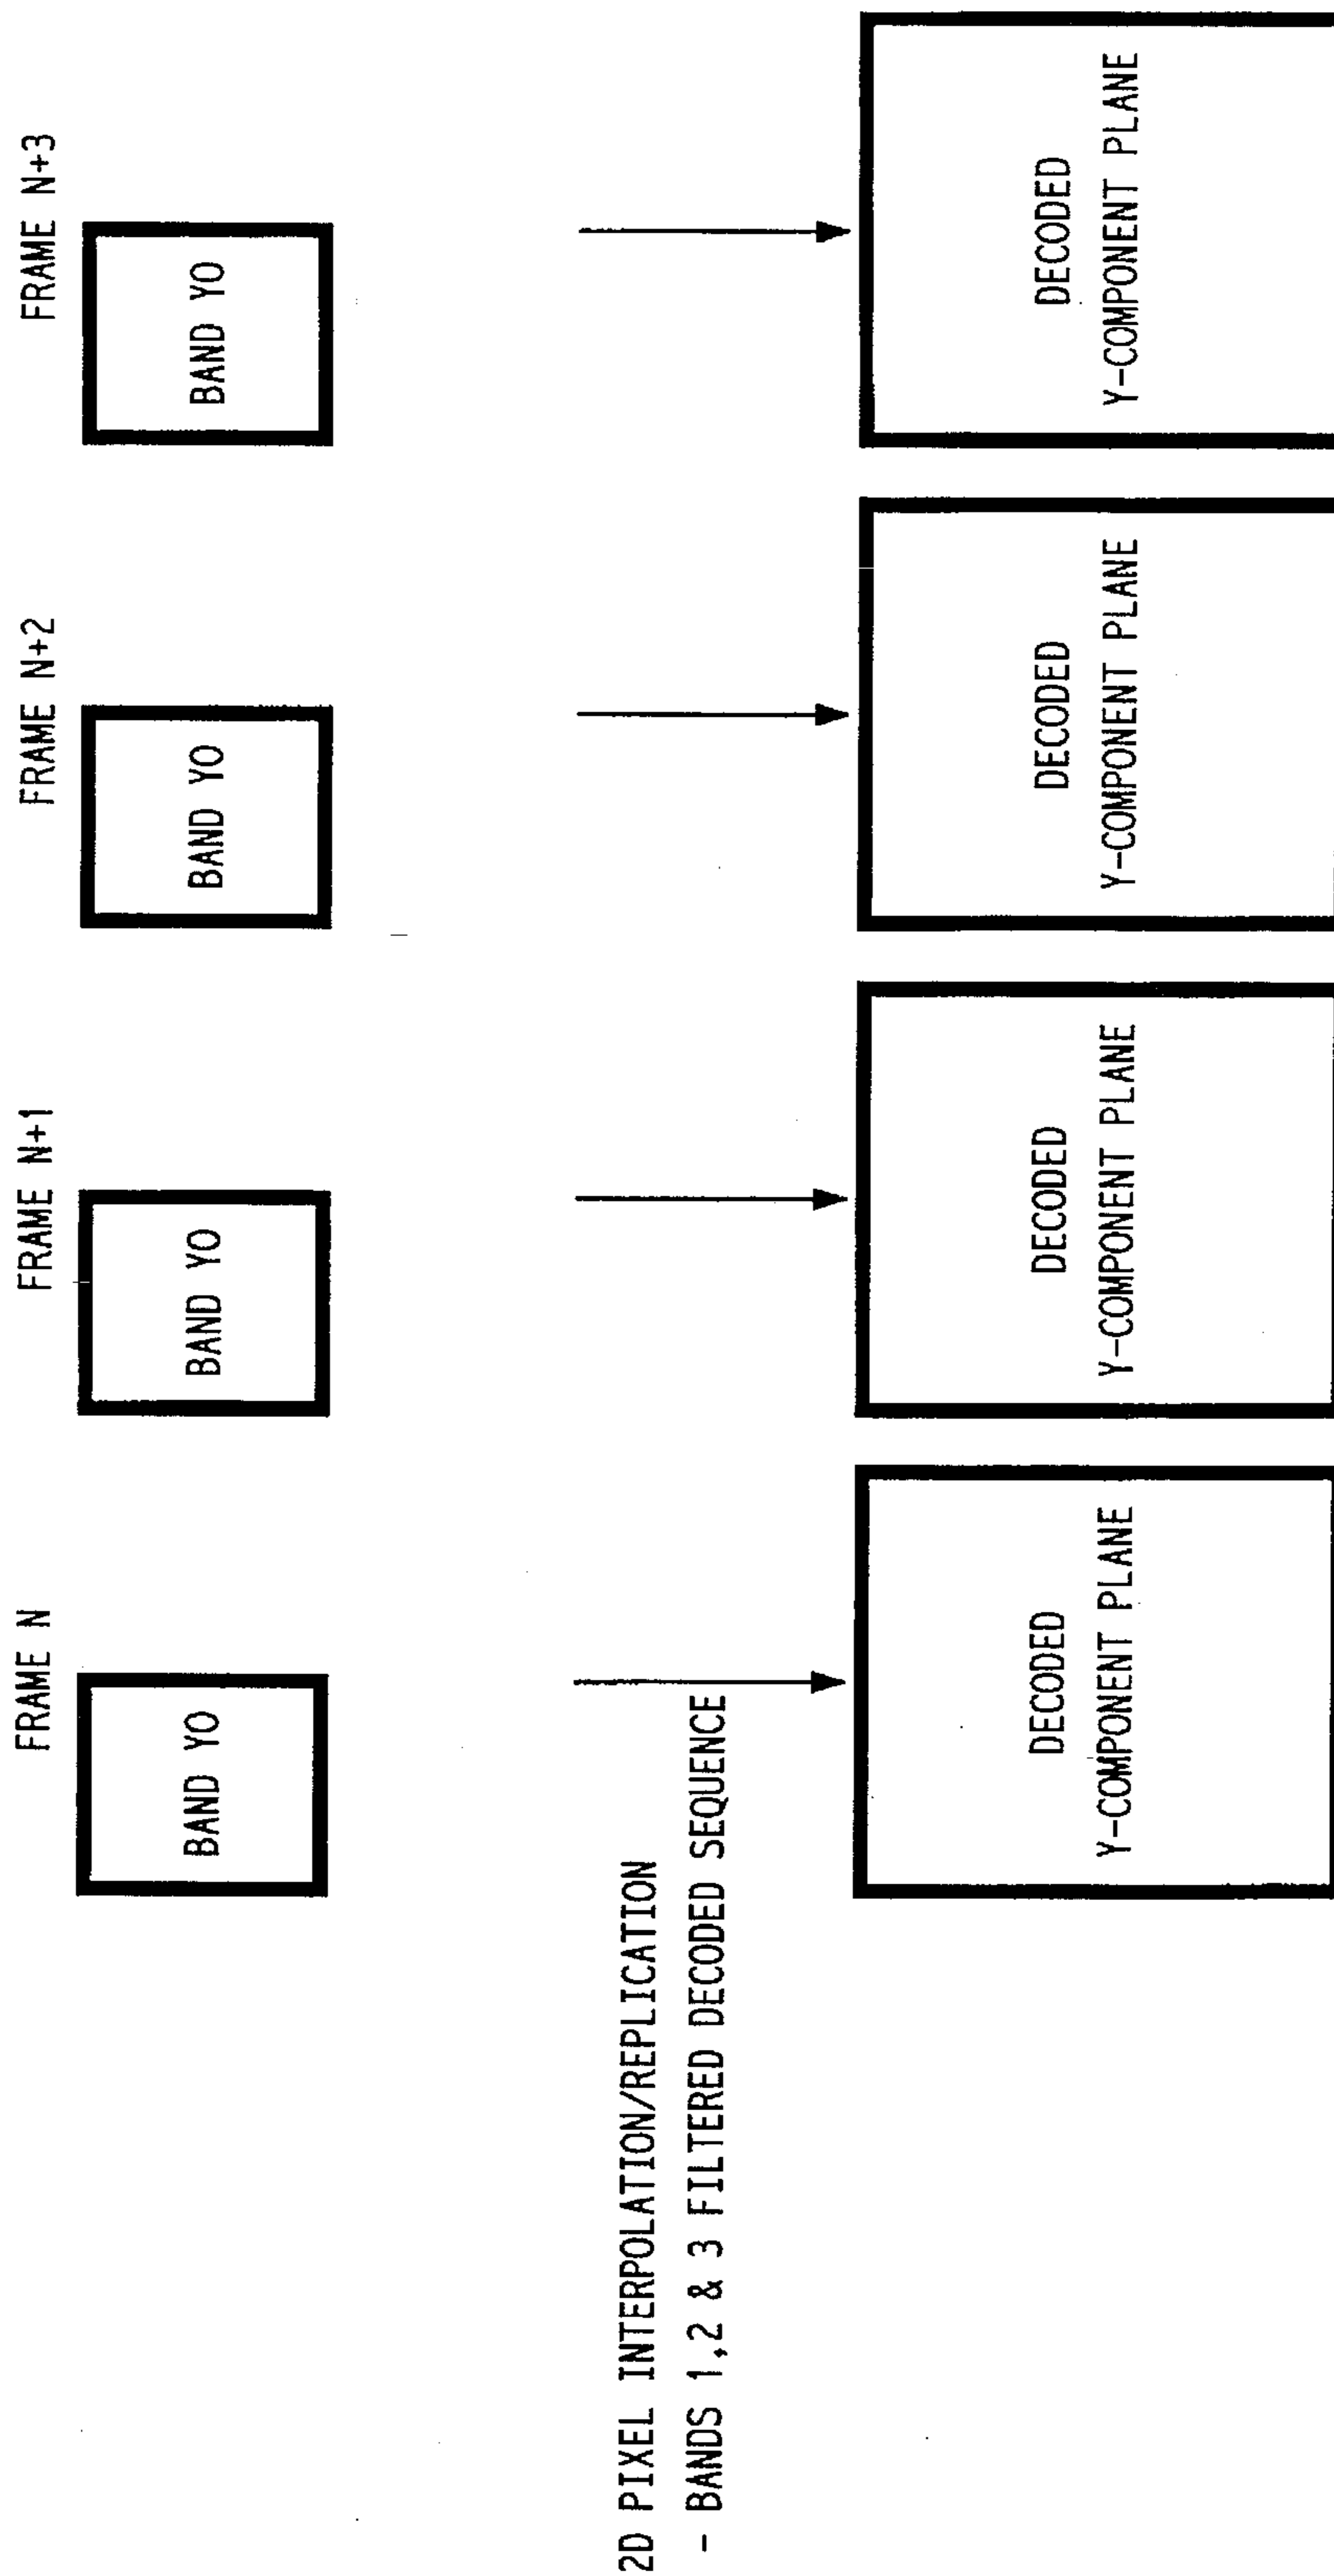 FRAME N
FRAME N+1
FRAME N+2
FRAME N+3
BAND YO
BAND YO
BAND YO
BAND YO
2D PIXEL INTERPOLATION/REPLICATION
- BANDS 1,2 & 3 FILTERED DECODED SEQUENCE
DECODED
Y-COMPONENT PLANE
DECODED
Y-COMPONENT PLANE
DECODED
Y-COMPONENT PLANE
DECODED
Y-COMPONENT PLANE